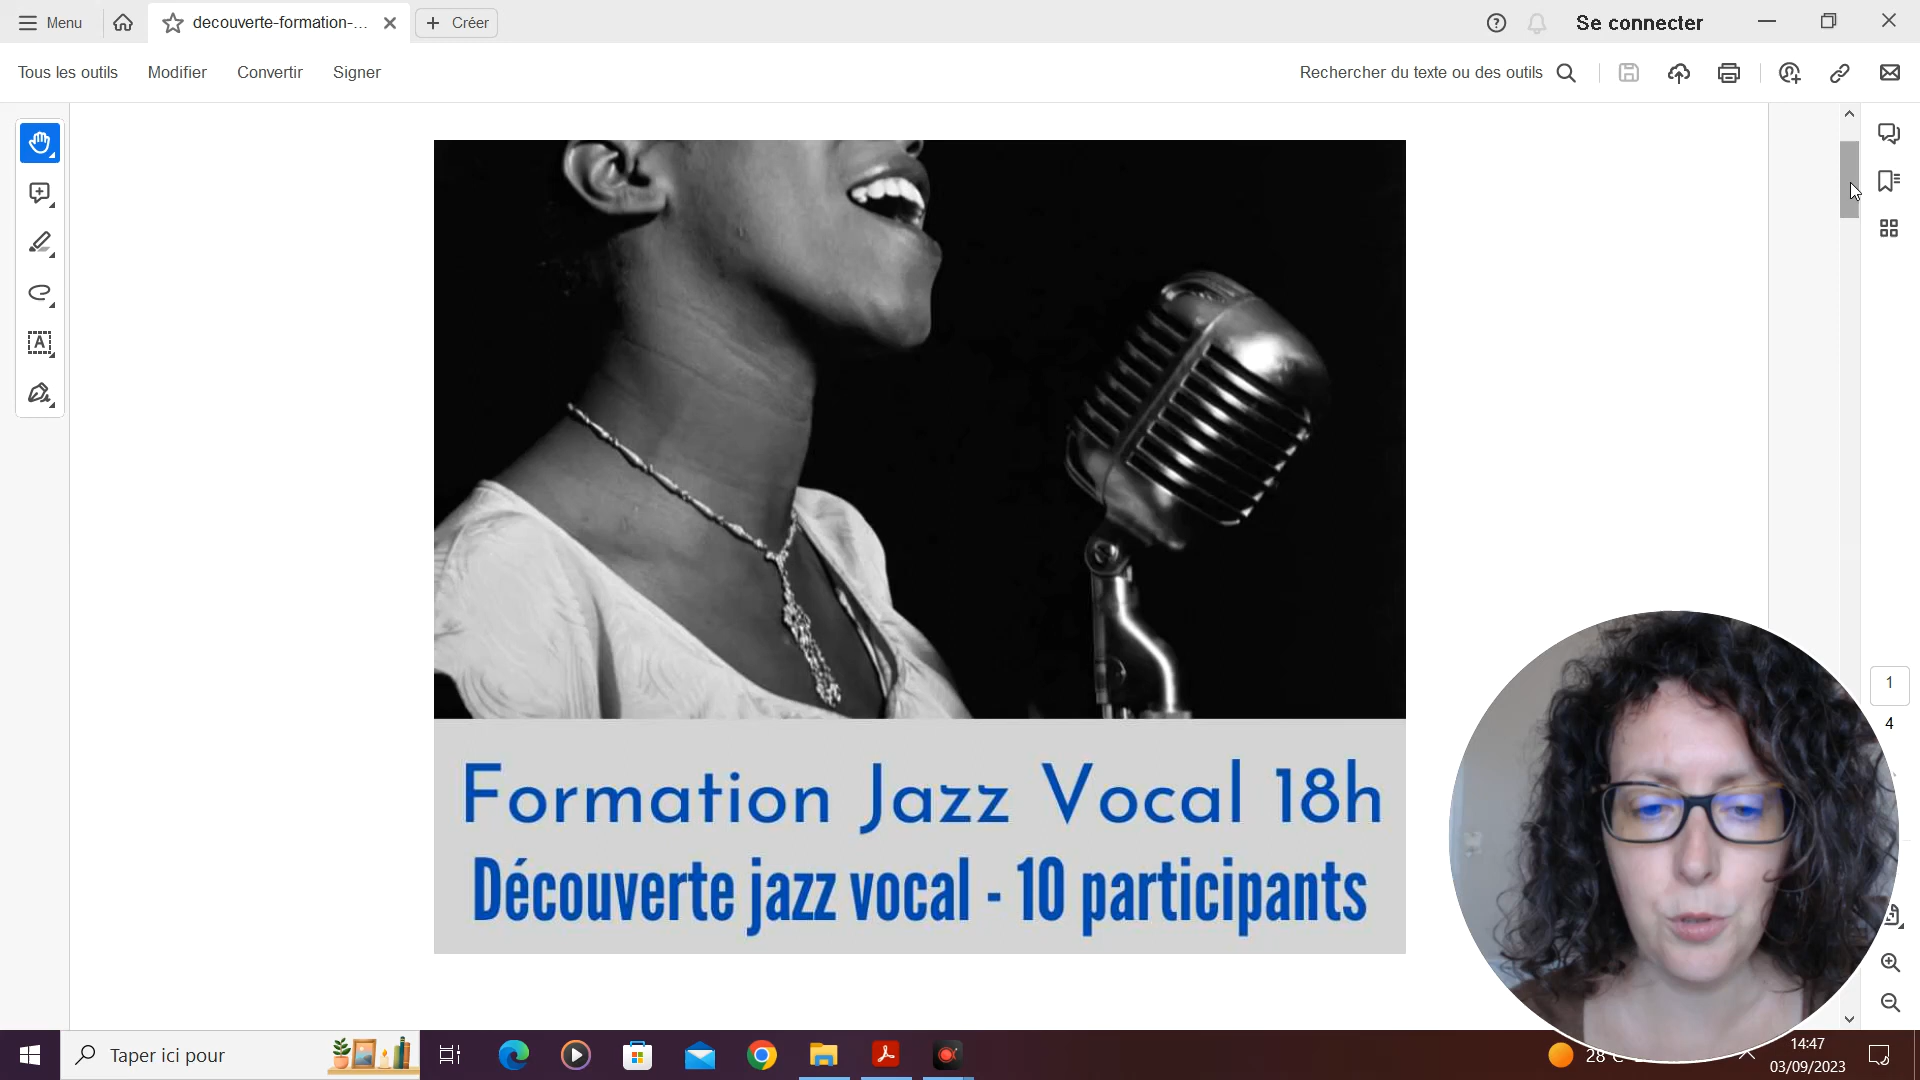 Menu
decouverte-formation-...
Créer
Se connecter
Tous les outils
Modifier
Convertir
Signer
Rechercher du texte ou des outils
A
1
4
Formation Jazz Vocal 18h
Découverte jazz vocal - 10 participants
Taper ici pour
28°C
14:47
03/09/2023